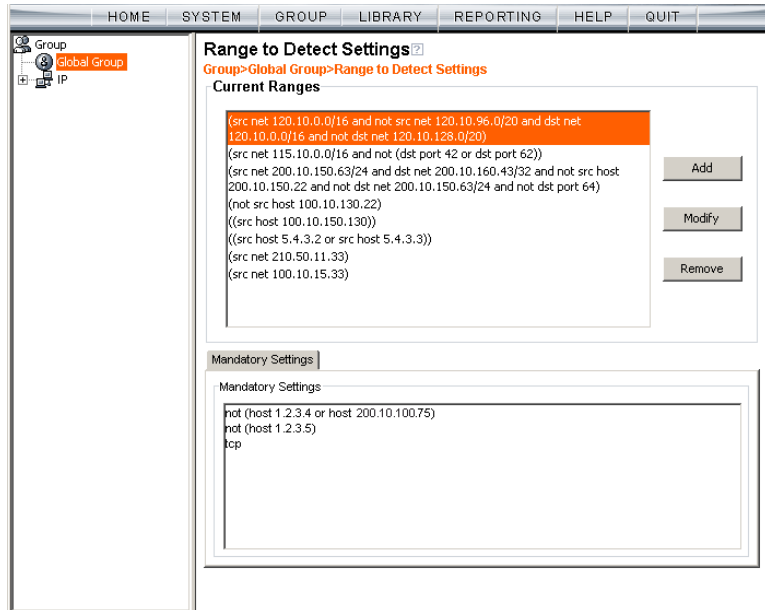 HOME SYSTEM GROUP LIBRARY REPORTING HELP QUIT
Group
Global Group
IP
Range to Detect Settings
Group>Global Group>Range to Detect Settings
Current Ranges
(src net 120.10.0.0/16 and not src net 120.10.96.0/20 and dst net
120.10.0.0/16 and not dst net 120.10.128.0/20)
(src net 115.10.0.0/16 and not (dst port 42 or dst port 62))
(src net 200.10.150.63/24 and dst net 200.10.160.43/32 and not src host
200.10.150.22 and not dst net 200.10.150.63/24 and not dst port 64)
(not src host 100.10.130.22)
((src host 100.10.150.130))
((src host 5.4.3.2 or src host 5.4.3.3))
(src net 210.50.11.33)
(src net 100.10.15.33)
Add
Modify
Remove
Mandatory Settings
Mandatory Settings
not (host 1.2.3.4 or host 200.10.100.75)
not (host 1.2.3.5)
tcp